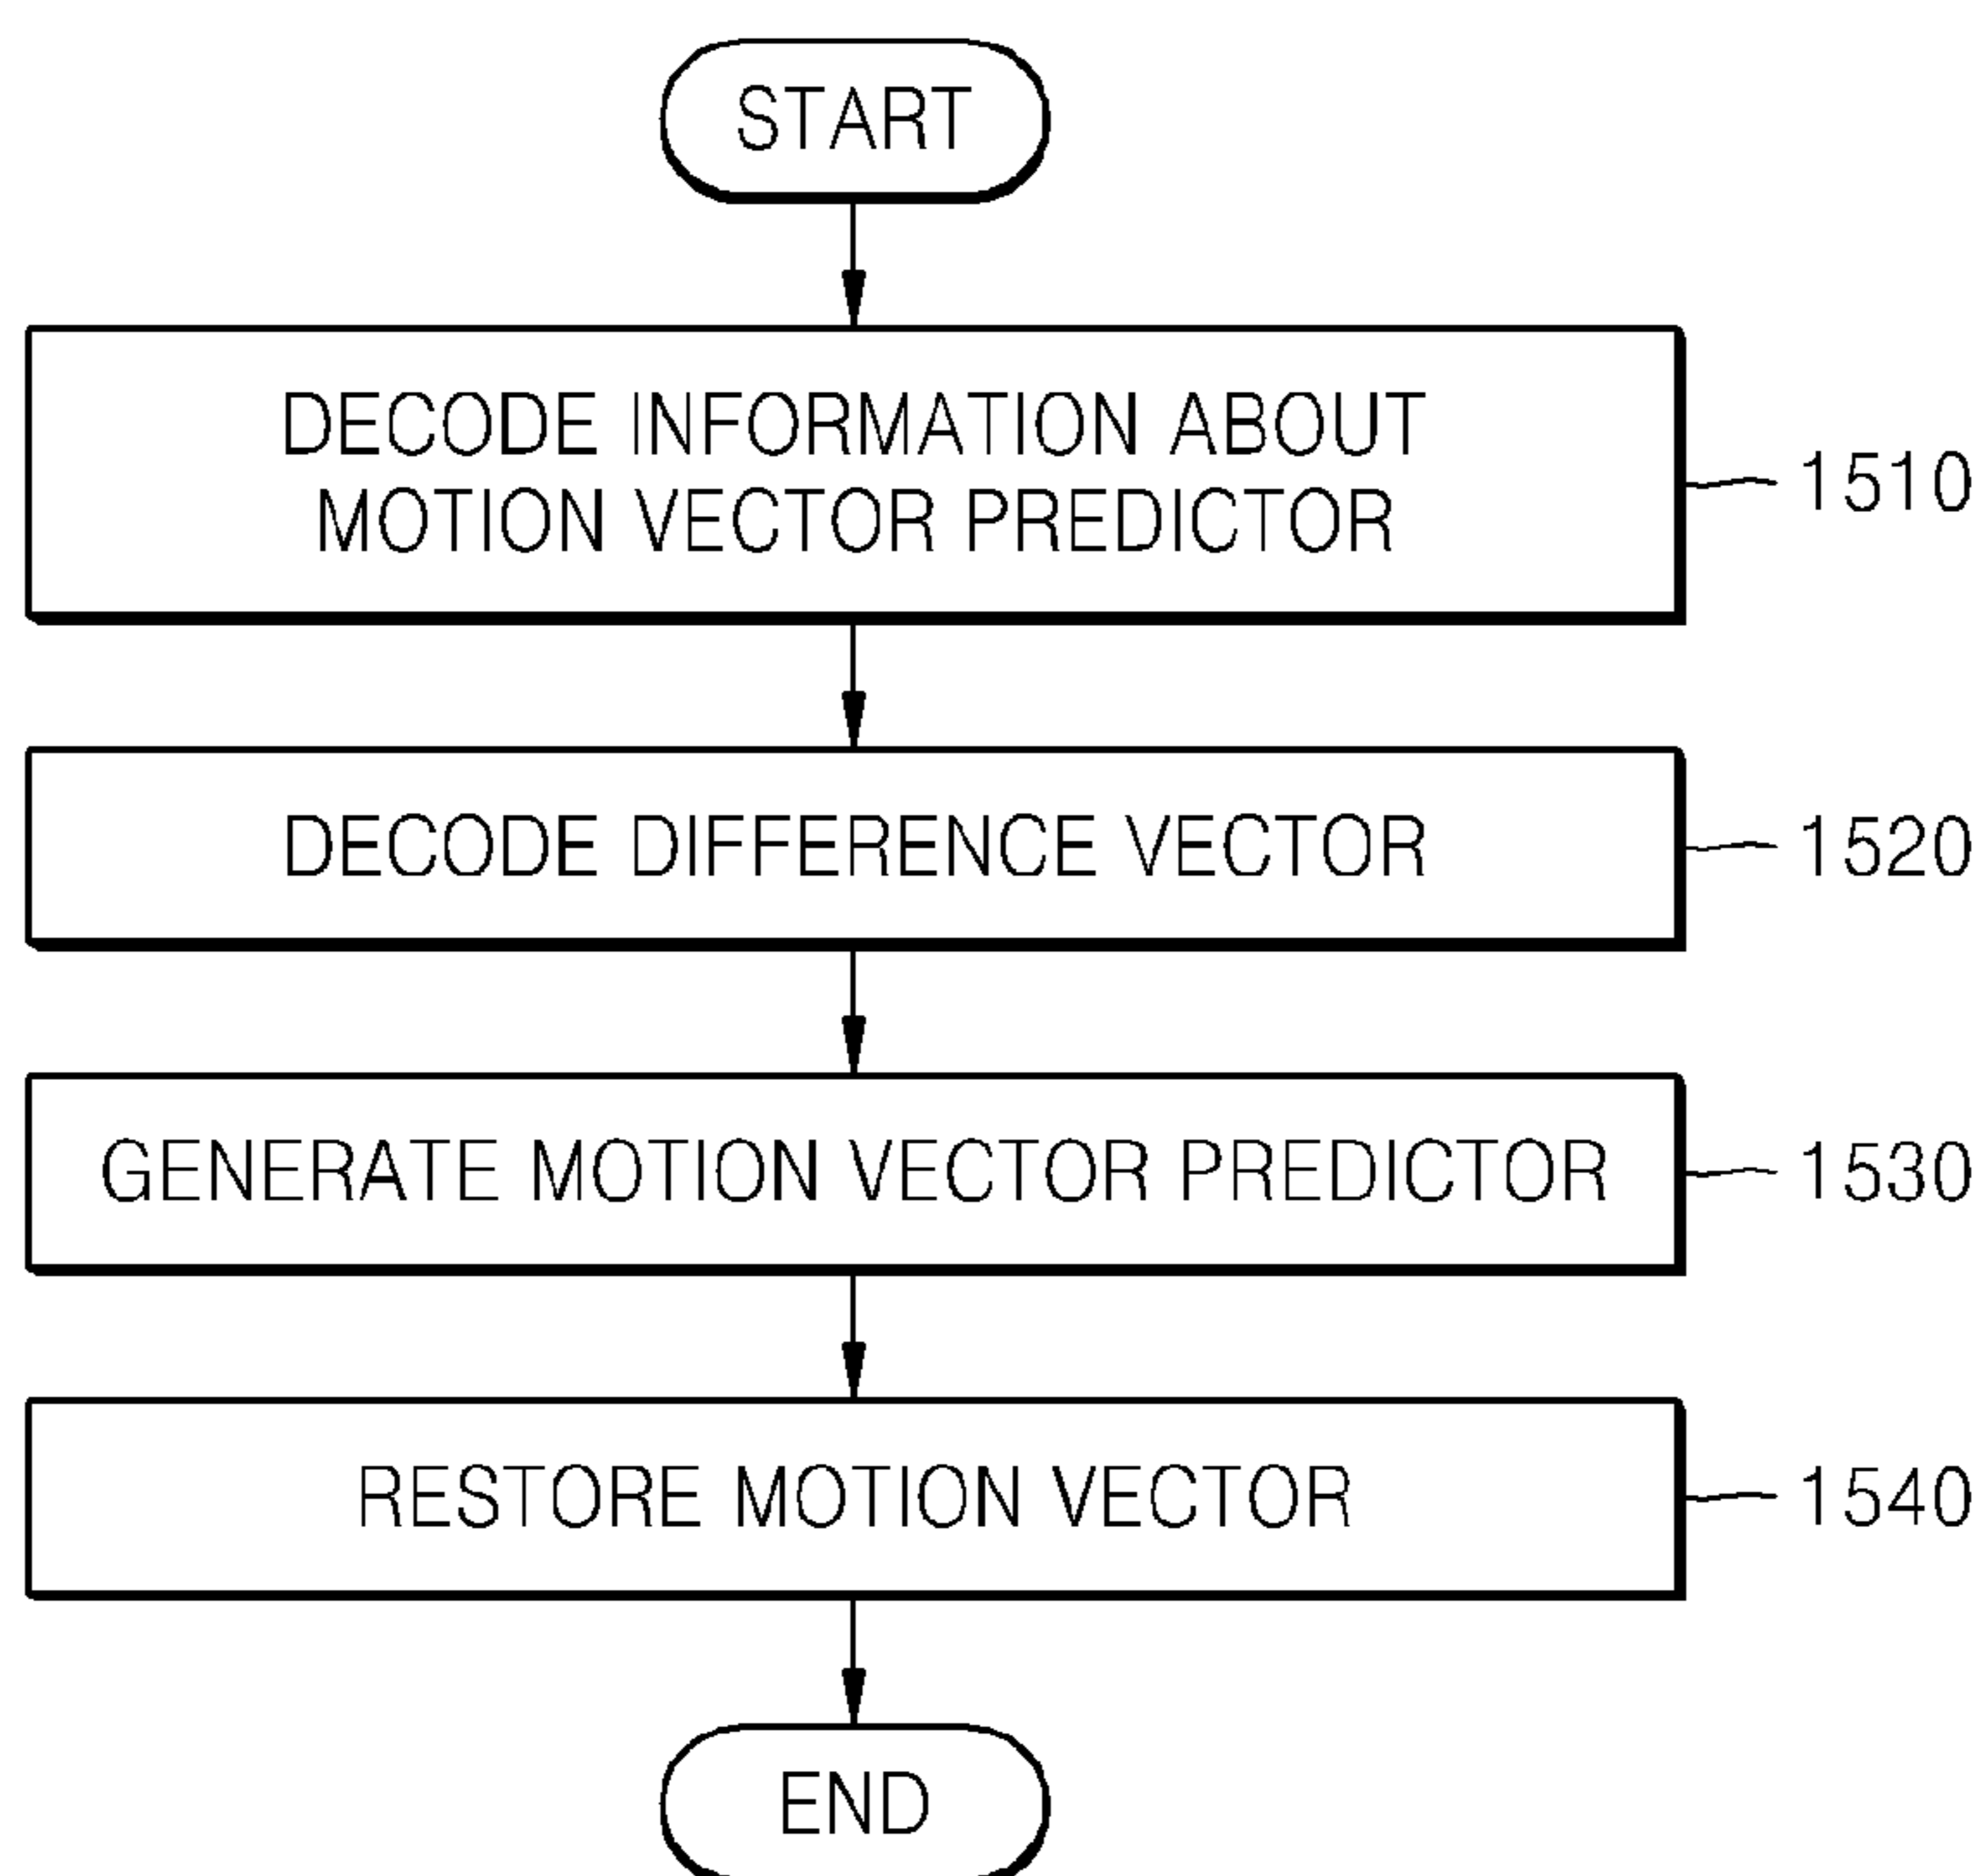 START
DECODE INFORMATION ABOUT
MOTION VECTOR PREDICTOR
1510
DECODE DIFFERENCE VECTOR
1520
GENERATE MOTION VECTOR PREDICTOR
1530
RESTORE MOTION VECTOR
1540
END